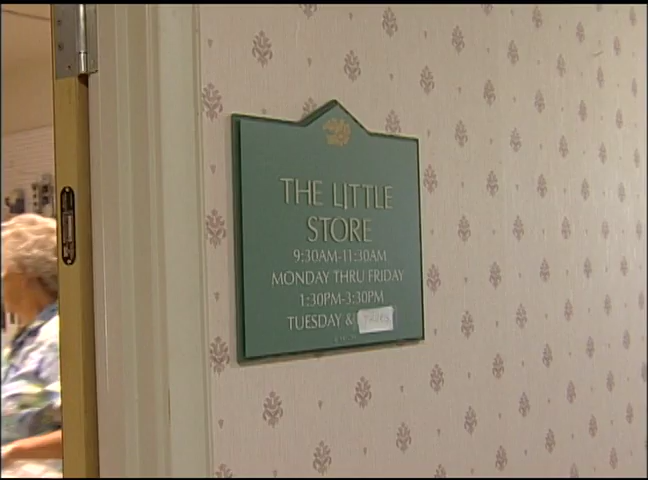 THE LITTLE
STORE
9:30AM-11:30AM
MONDAY THRU FRIDAY
1:30PM-3:30PM
TUESDAY &